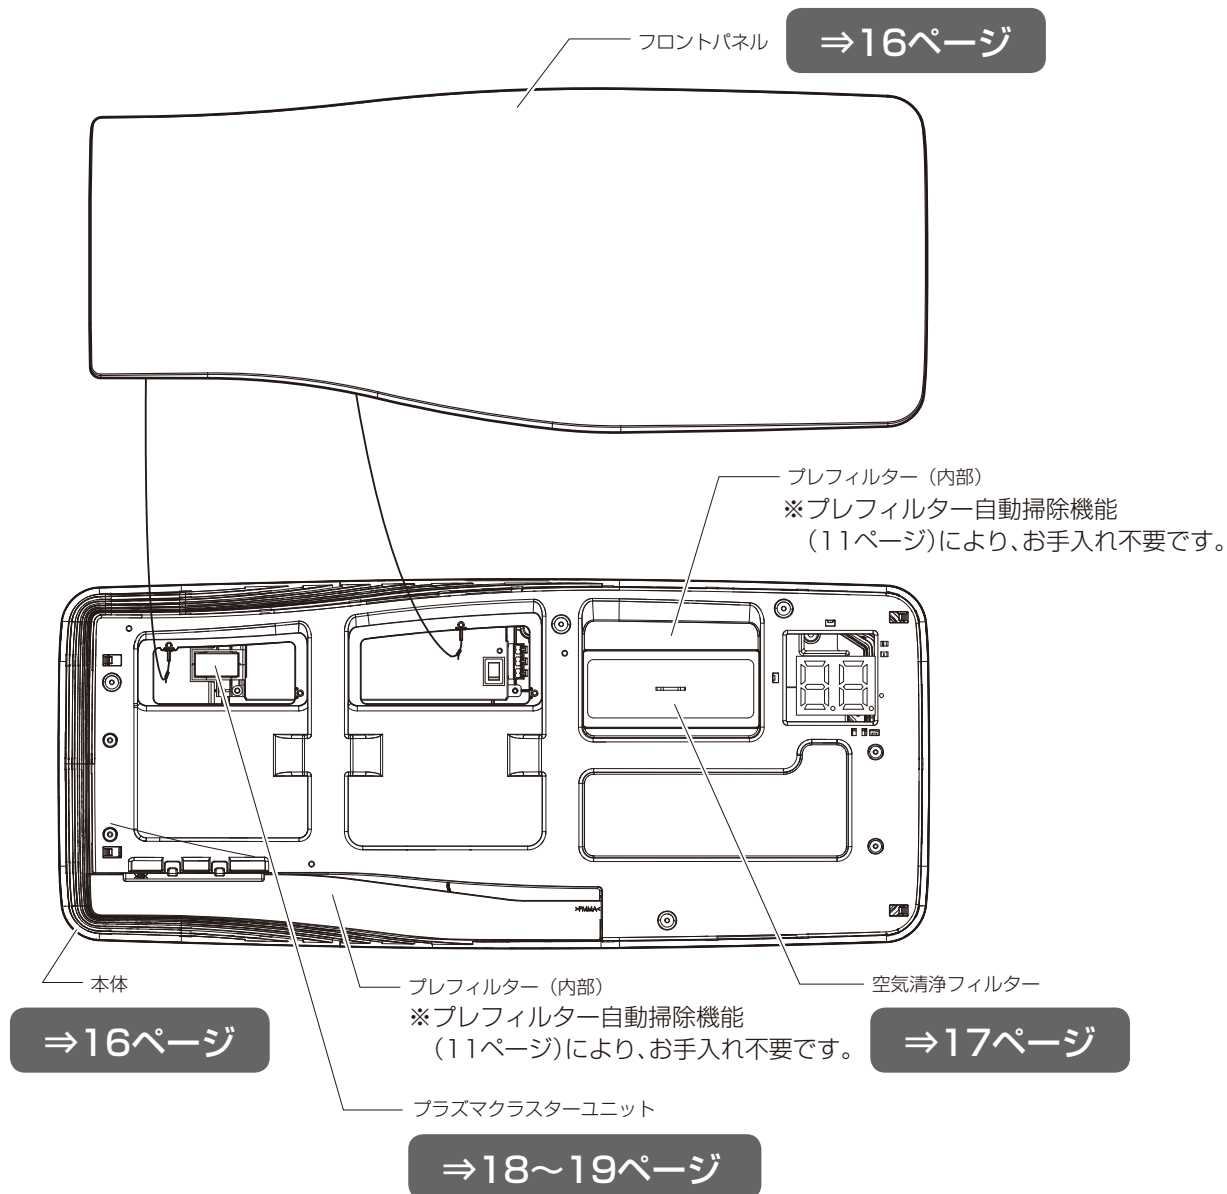 フロントパネル
⇒16ページ
プレフィルター（内部）
※プレフィルター自動掃除機能
（11ページ）により、お手入れ不要です。
>PMMA<
本体
⇒16ページ
プレフィルター（内部）
※プレフィルター自動掃除機能
（11ページ）により、お手入れ不要です。
空気清浄フィルター
⇒17ページ
プラズマクラスターユニット
⇒18～19ページ